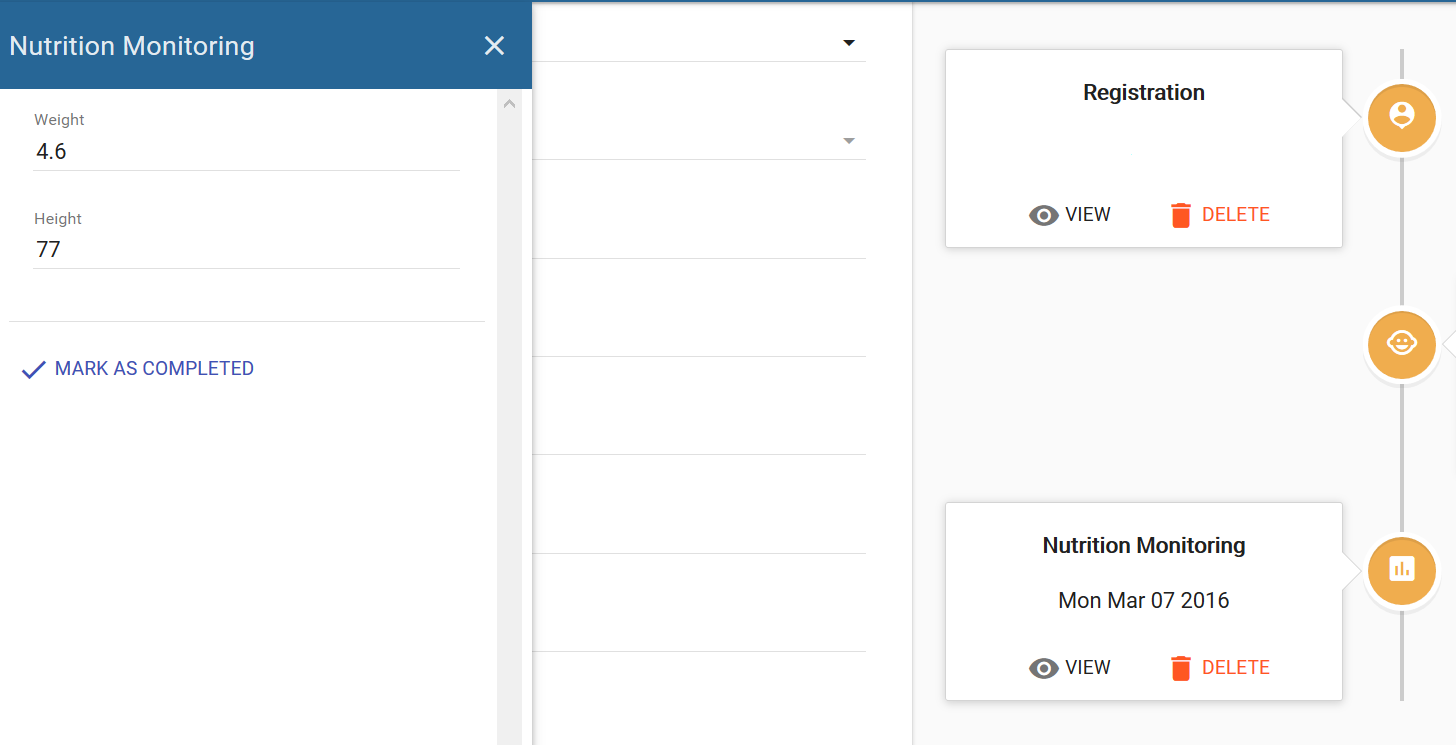 Nutrition Monitoring
Weight
4.6
Height
77
MARK AS COMPLETED
Registration
VIEW DELETE
Nutrition Monitoring
Mon Mar 07 2016
VIEW DELETE